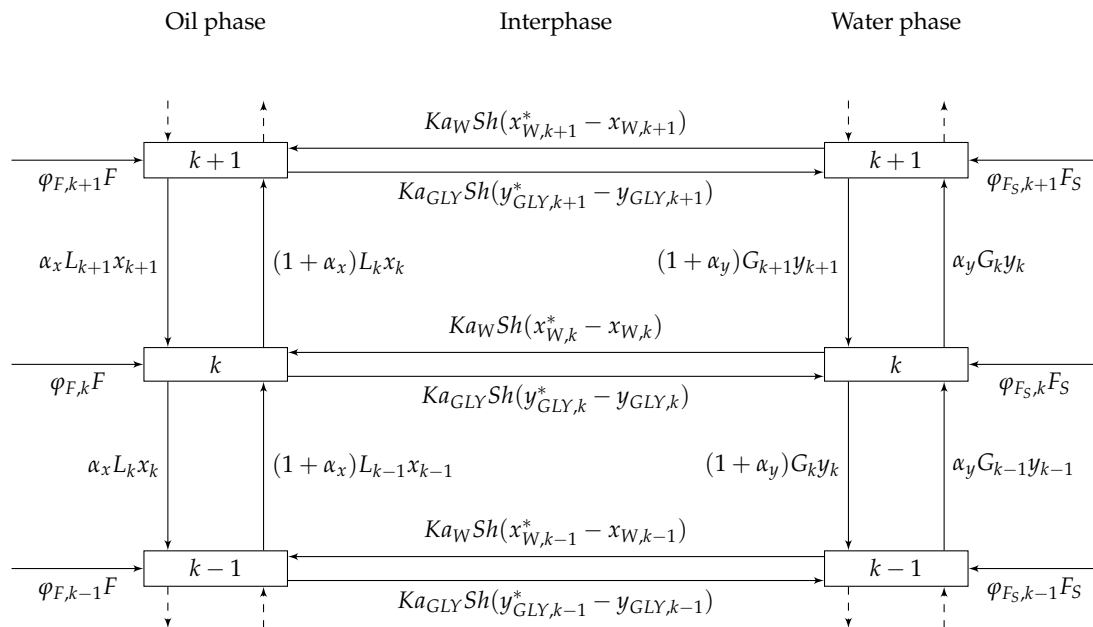 Oil phase Interphase Water phase
Ka_W Sh(x*_{W,k+1} − x_{W,k+1})
k + 1 k + 1
φ_{F,k+1}F Ka_{GLY}Sh(y*_{GLY,k+1} − y_{GLY,k+1}) φ_{F_S,k+1}F_S
α_x L_{k+1}x_{k+1} (1 + α_x)L_k x_k (1 + α_y)G_{k+1}y_{k+1} α_y G_k y_k
Ka_W Sh(x*_{W,k} − x_{W,k})
k k
φ_{F,k}F Ka_{GLY}Sh(y*_{GLY,k} − y_{GLY,k}) φ_{F_S,k}F_S
α_x L_k x_k (1 + α_x)L_{k−1}x_{k−1} (1 + α_y)G_k y_k α_y G_{k−1}y_{k−1}
Ka_W Sh(x*_{W,k−1} − x_{W,k−1})
k − 1 k − 1
φ_{F,k−1}F Ka_{GLY}Sh(y*_{GLY,k−1} − y_{GLY,k−1}) φ_{F_S,k−1}F_S